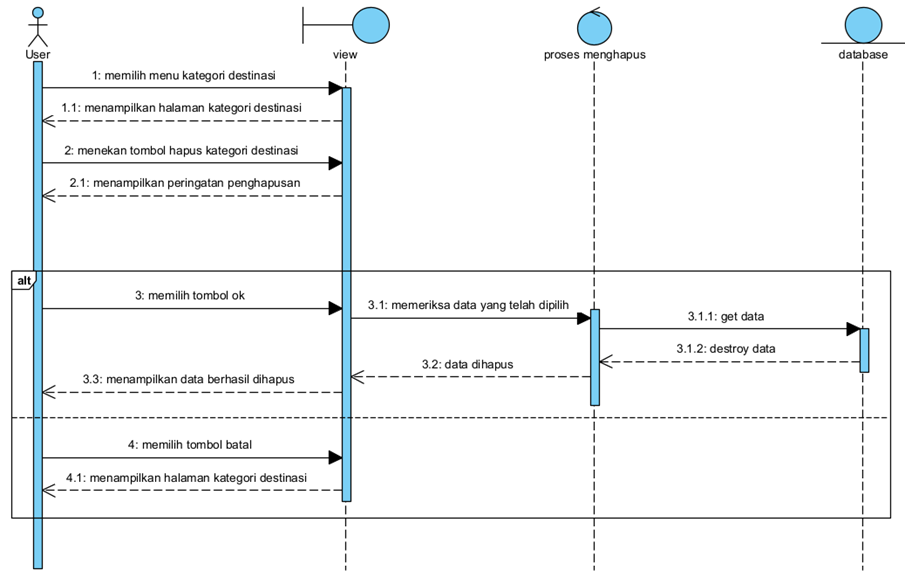 User
view
proses menghapus
database
1: memilih menu kategori destinasi
1.1: menampilkan halaman kategori destinasi
2: menekan tombol hapus kategori destinasi
2.1: menampilkan peringatan penghapusan
alt
3: memilih tombol ok
3.1: memeriksa data yang telah dipilih
3.1.1: get data
3.1.2: destroy data
3.2: data dihapus
3.3: menampilkan data berhasil dihapus
4: memilih tombol batal
4.1: menampilkan halaman kategori destinasi